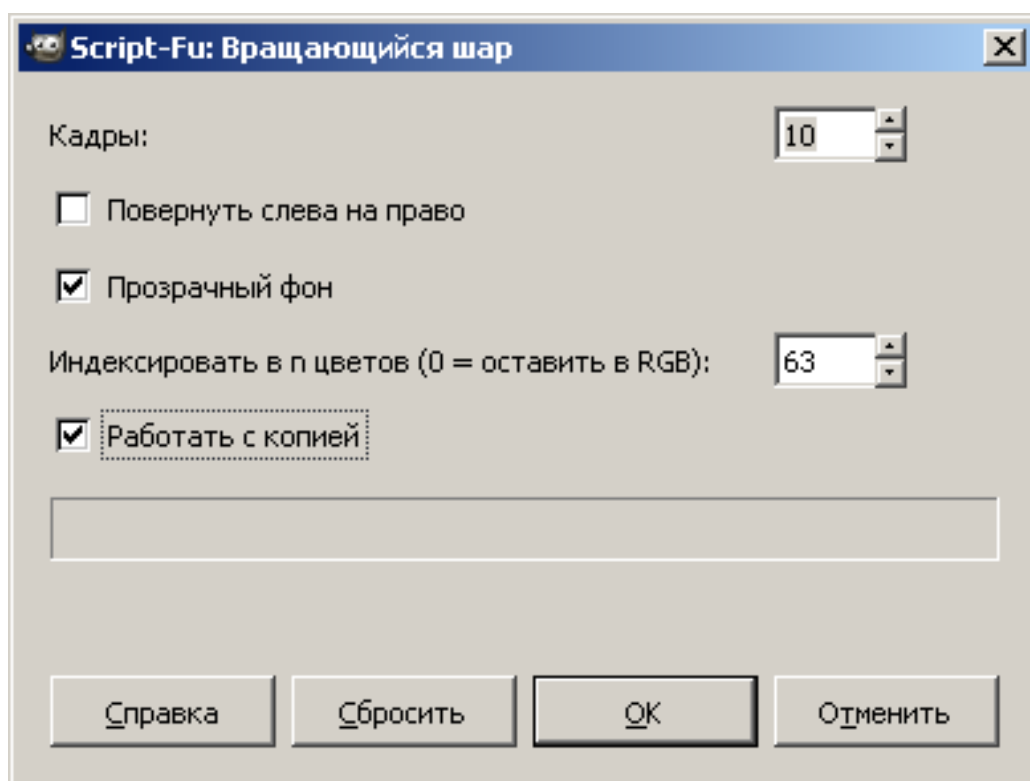 Script-Fu: Вращающийся шар
Кадры: 10
Повернуть слева на право
Прозрачный фон
Индексировать в n цветов (0 = оставить в RGB): 63
Работать с копией
Справка Сбросить OK Отменить